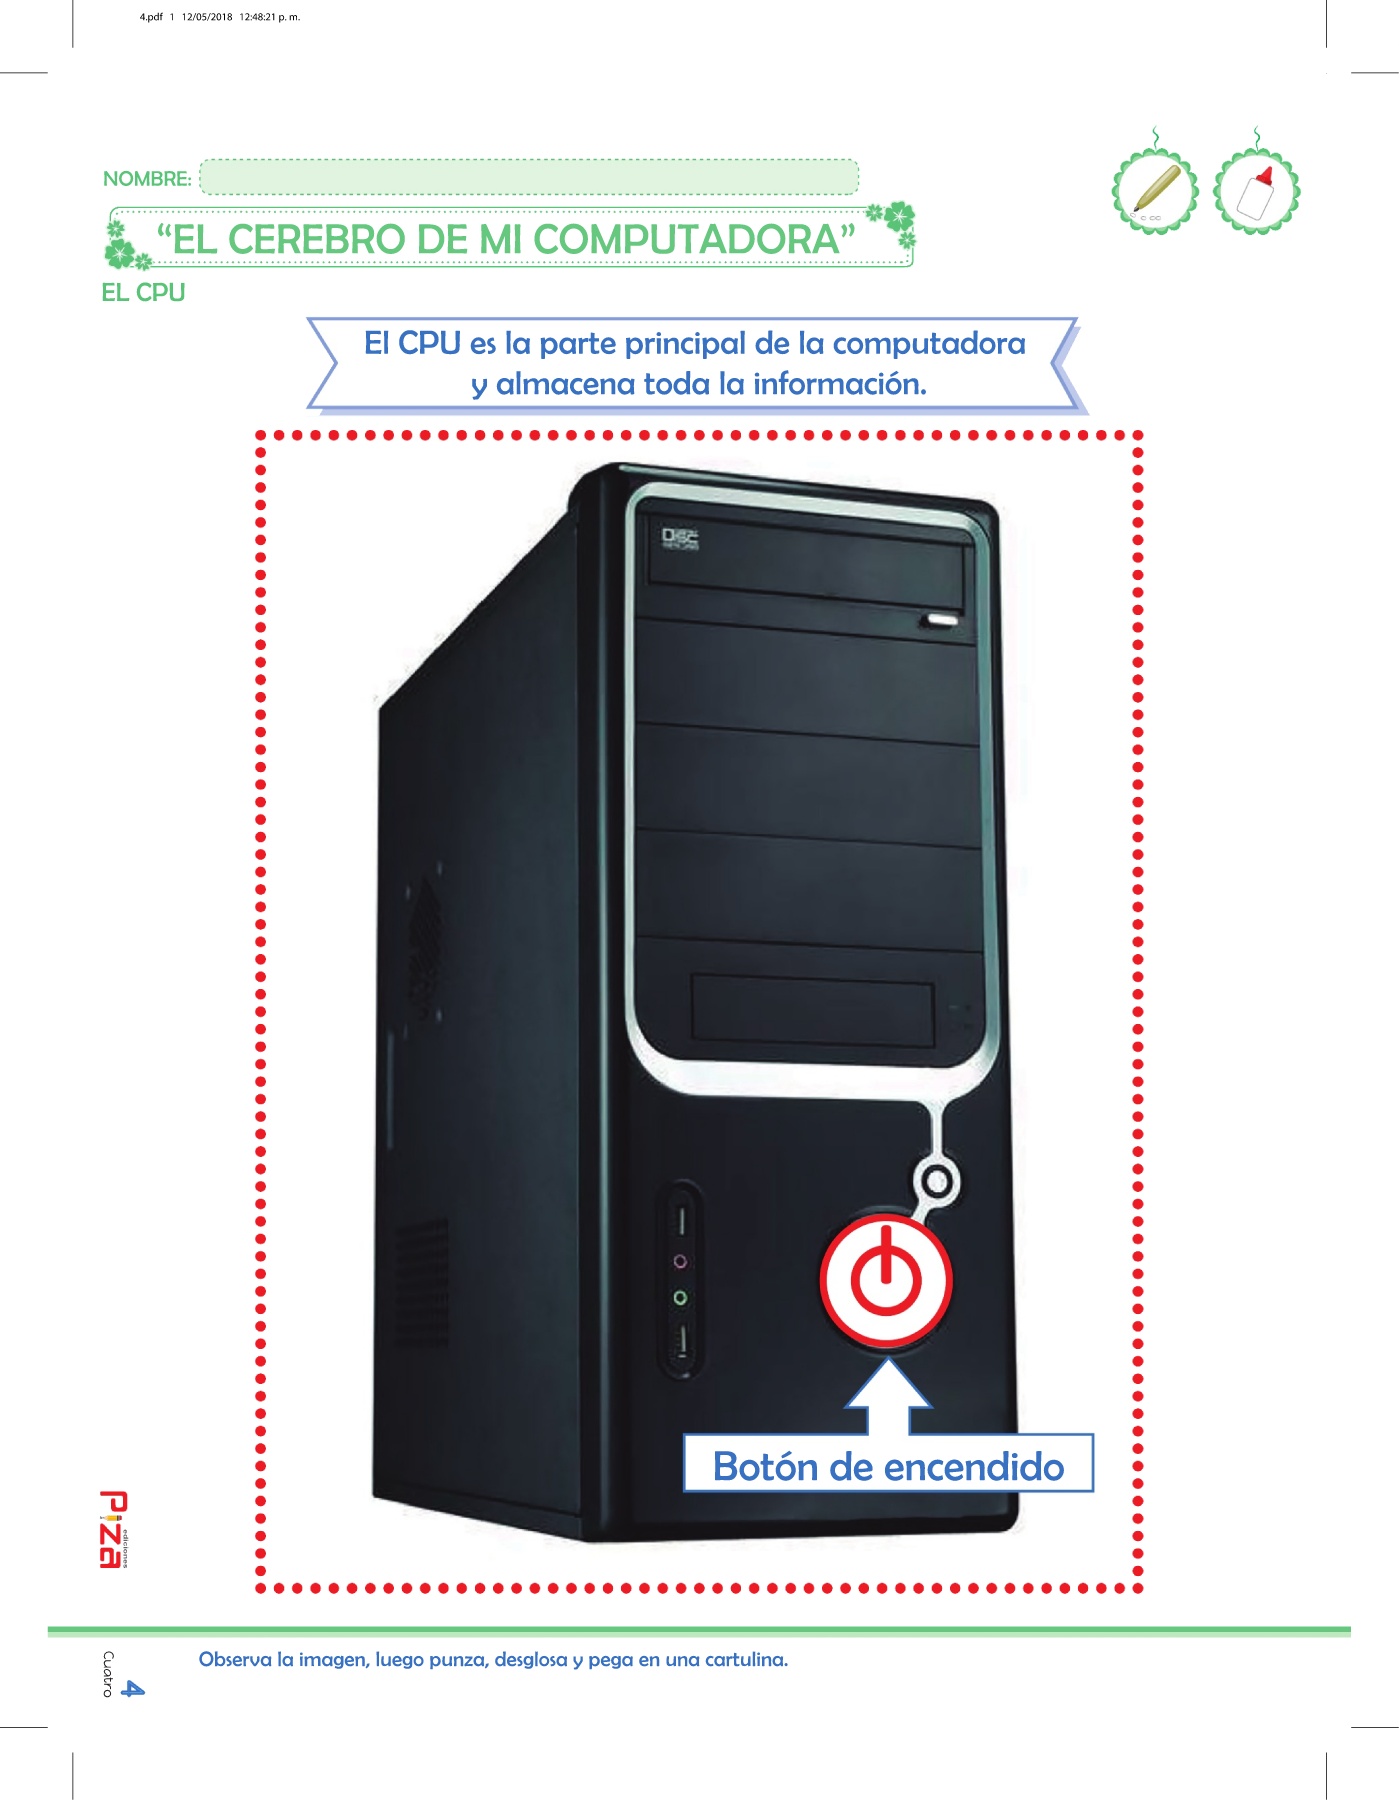 4.pdf 1 12/05/2018 12:48:21 p. m.
NOMBRE:
“EL CEREBRO DE MI COMPUTADORA”
EL CPU
El CPU es la parte principal de la computadora
y almacena toda la información.
Botón de encendido
Piza
ediciones
Observa la imagen, luego punza, desglosa y pega en una cartulina.
Cuatro
4